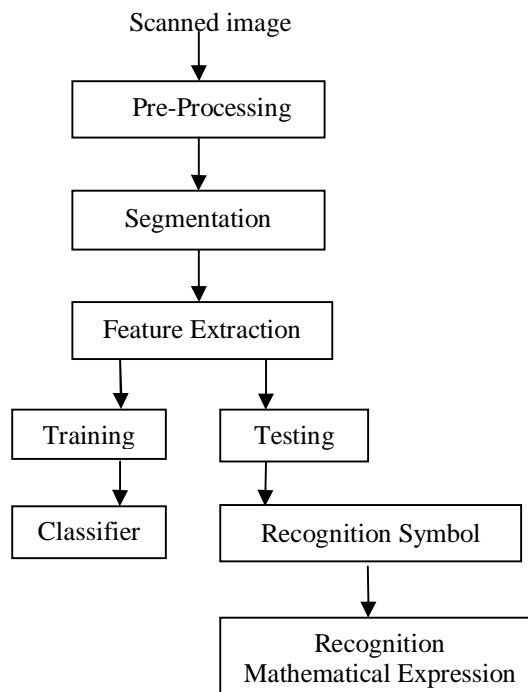 Scanned image
Pre-Processing
Segmentation
Feature Extraction
Training
Testing
Classifier
Recognition Symbol
Recognition
Mathematical Expression